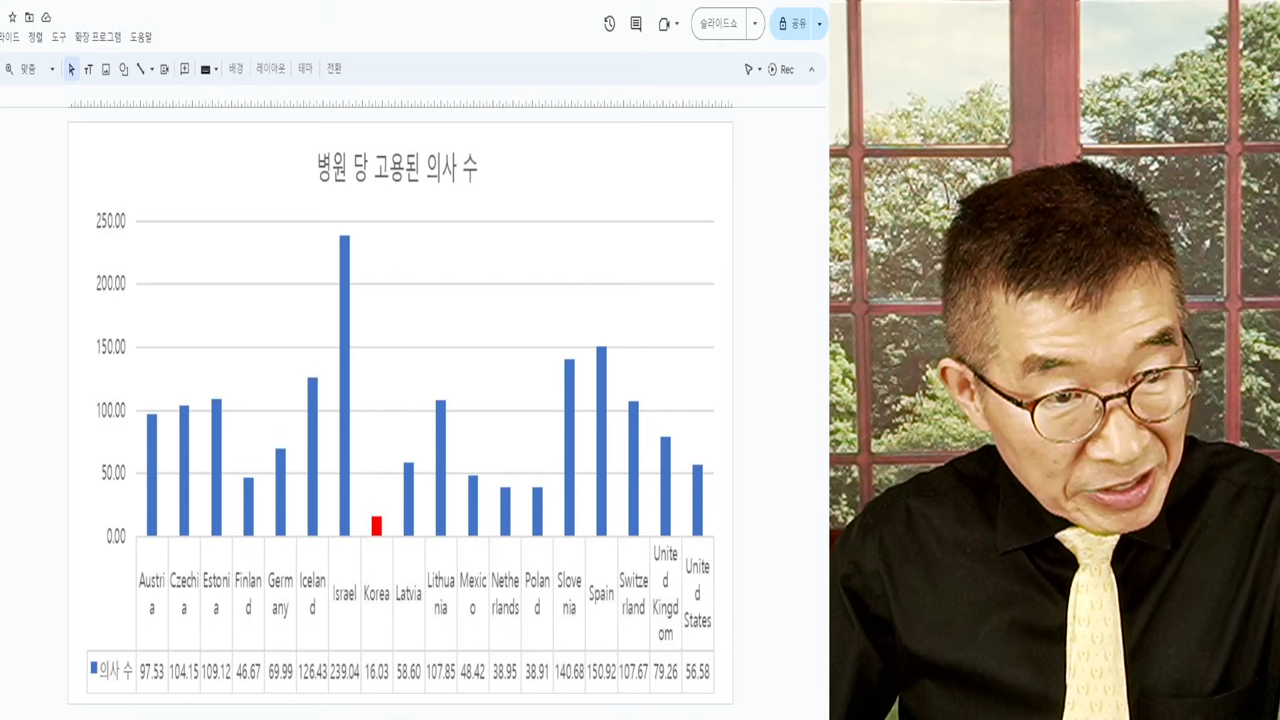 라이드 정렬 도구 확장 프로그램 도움말
슬라이드쇼
공유
맞춤
배경 레이아웃 테마 전환
Rec
병원 당 고용된 의사 수
250.00
200.00
150.00
100.00
50.00
0.00
Austria Czechia Estonia Finland Germany Iceland Israel Korea Latvia Lithuania Mexico Netherlands Poland Slovenia Spain Switzerland United Kingdom United States
의사 수 97.53 104.15 109.12 46.67 69.99 126.43 239.04 16.03 58.60 107.85 48.42 38.95 38.91 140.68 150.92 107.67 79.26 56.58